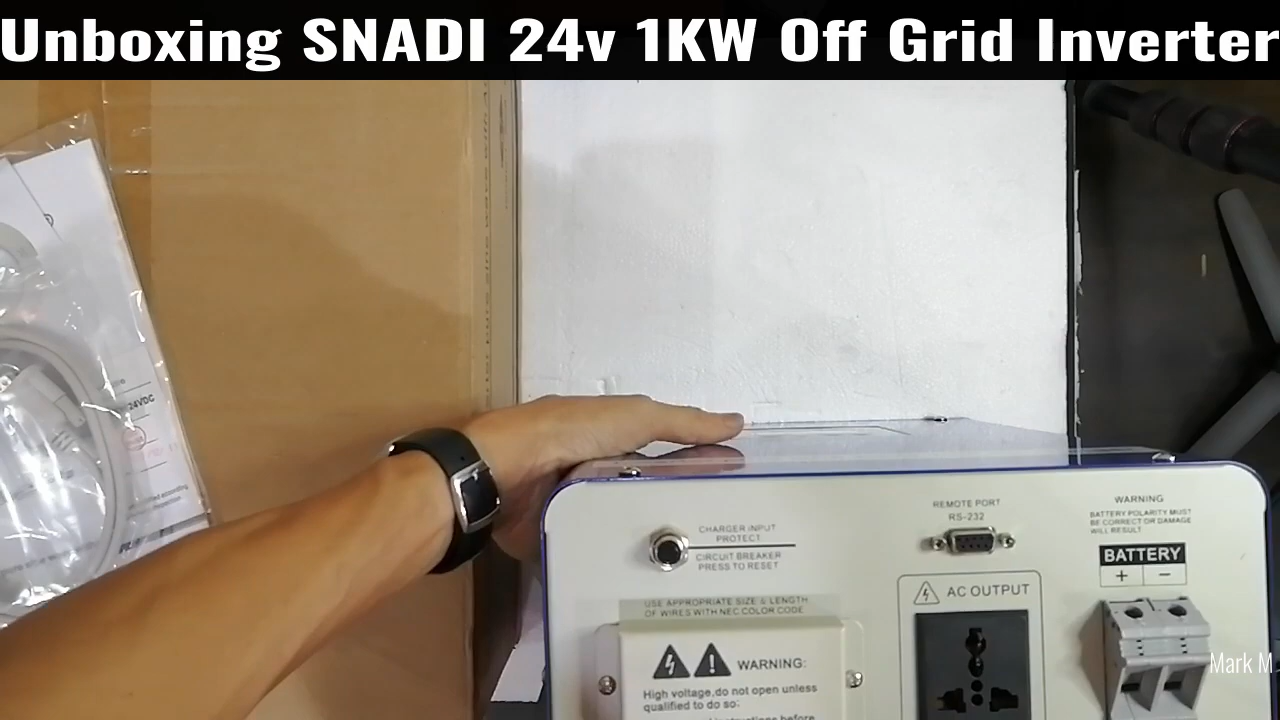 Unboxing SNADI 24v 1KW Off Grid Inverter
24VDC
REMOTE PORT
RS-232
WARNING
BATTERY POLARITY MUST
BE CORRECT OR DAMAGE
WILL RESULT
CHARGER INPUT
PROTECT
CIRCUIT BREAKER
PRESS TO RESET
BATTERY
+ −
AC OUTPUT
USE APPROPRIATE SIZE & LENGTH
OF WIRES WITH NEC COLOR CODE
WARNING:
High voltage,do not open unless
qualified to do so:
instructions before
Mark M